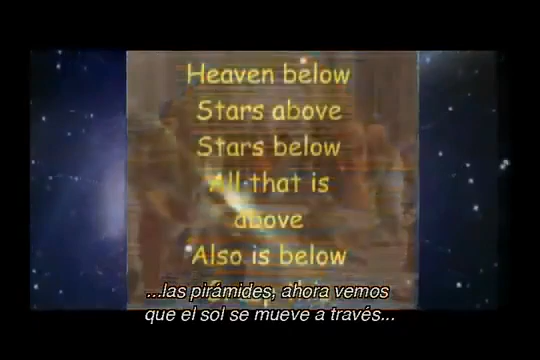 Heaven below
Stars above
Stars below
All that is
above
Also is below
...las pirámides, ahora vemos
que el sol se mueve a través...